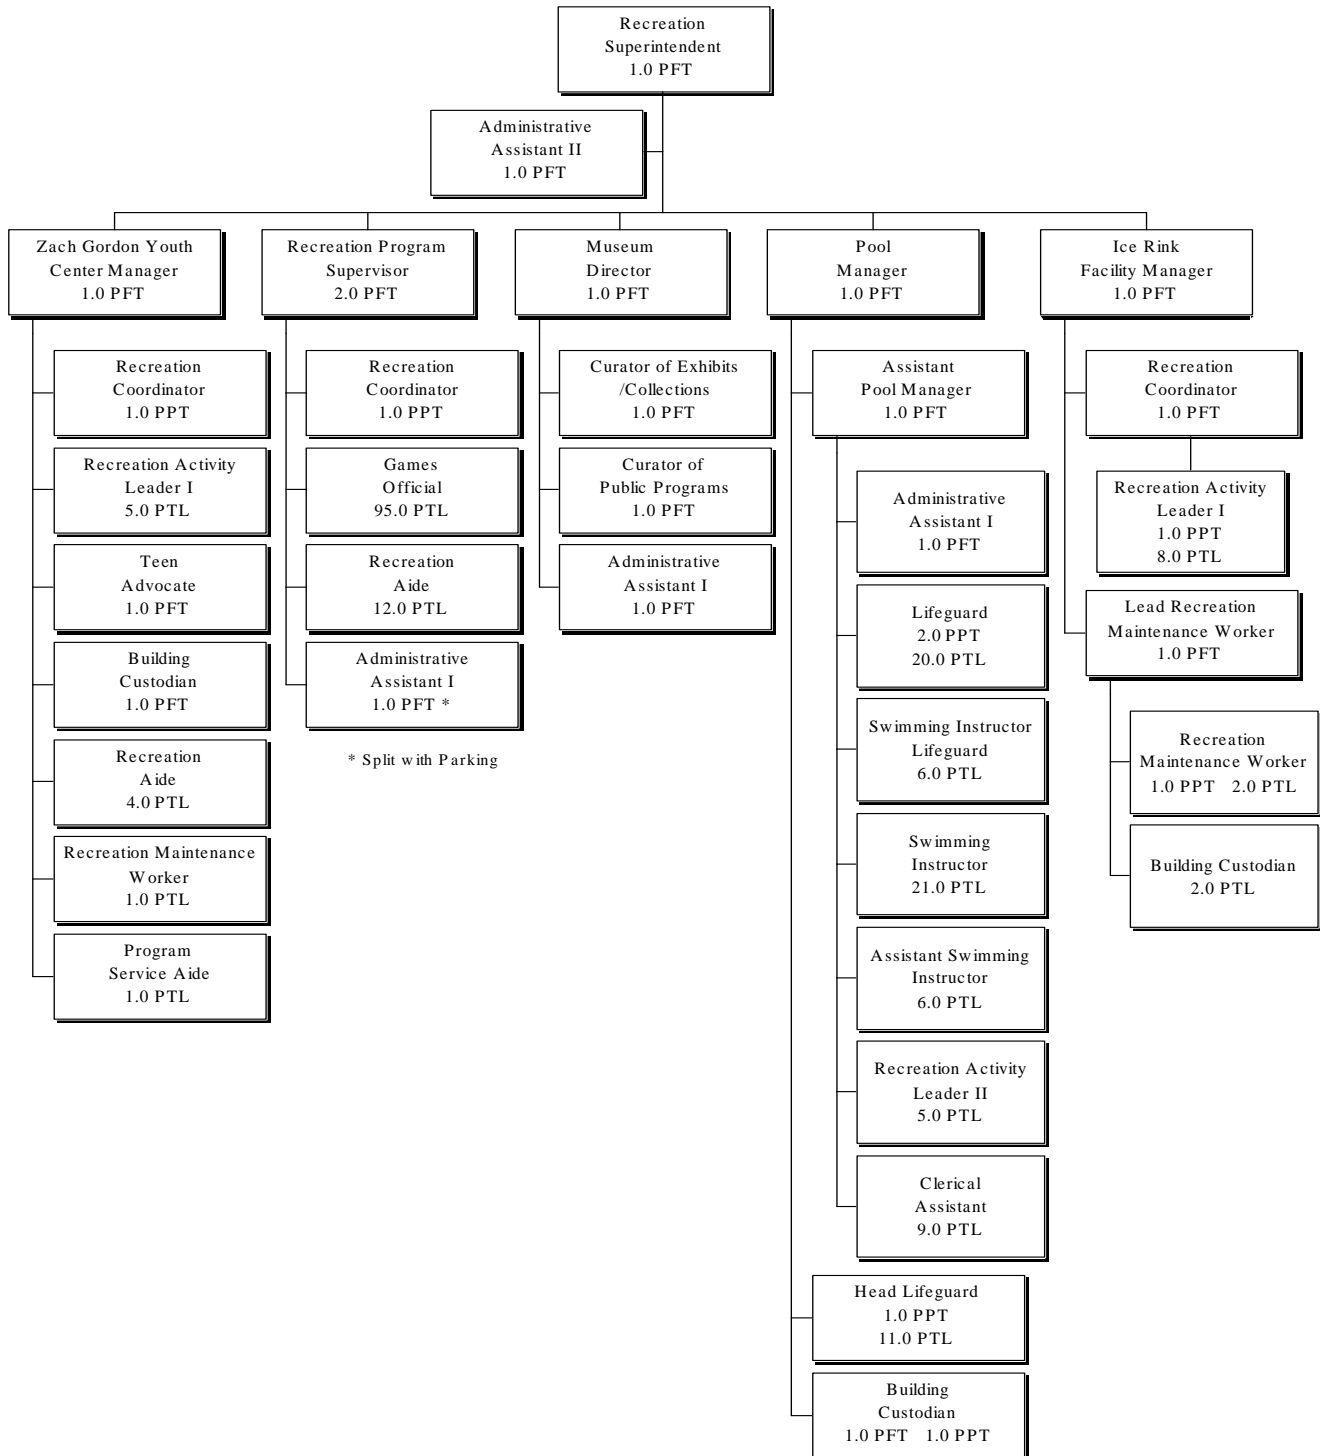 Recreation
Superintendent
1.0 PFT
Administrative
Assistant II
1.0 PFT
Zach Gordon Youth
Center Manager
1.0 PFT
Recreation Program
Supervisor
2.0 PFT
Museum
Director
1.0 PFT
Pool
Manager
1.0 PFT
Ice Rink
Facility Manager
1.0 PFT
Recreation
Coordinator
1.0 PPT
Recreation Activity
Leader I
5.0 PTL
Teen
Advocate
1.0 PFT
Building
Custodian
1.0 PFT
Recreation
Aide
4.0 PTL
Recreation Maintenance
Worker
1.0 PTL
Program
Service Aide
1.0 PTL
Recreation
Coordinator
1.0 PPT
Games
Official
95.0 PTL
Recreation
Aide
12.0 PTL
Administrative
Assistant I
1.0 PFT *
* Split with Parking
Curator of Exhibits
/Collections
1.0 PFT
Curator of
Public Programs
1.0 PFT
Administrative
Assistant I
1.0 PFT
Assistant
Pool Manager
1.0 PFT
Administrative
Assistant I
1.0 PFT
Lifeguard
2.0 PPT
20.0 PTL
Swimming Instructor
Lifeguard
6.0 PTL
Swimming
Instructor
21.0 PTL
Assistant Swimming
Instructor
6.0 PTL
Recreation Activity
Leader II
5.0 PTL
Clerical
Assistant
9.0 PTL
Head Lifeguard
1.0 PPT
11.0 PTL
Building
Custodian
1.0 PFT 1.0 PPT
Recreation
Coordinator
1.0 PFT
Recreation Activity
Leader I
1.0 PPT
8.0 PTL
Lead Recreation
Maintenance Worker
1.0 PFT
Recreation
Maintenance Worker
1.0 PPT 2.0 PTL
Building Custodian
2.0 PTL